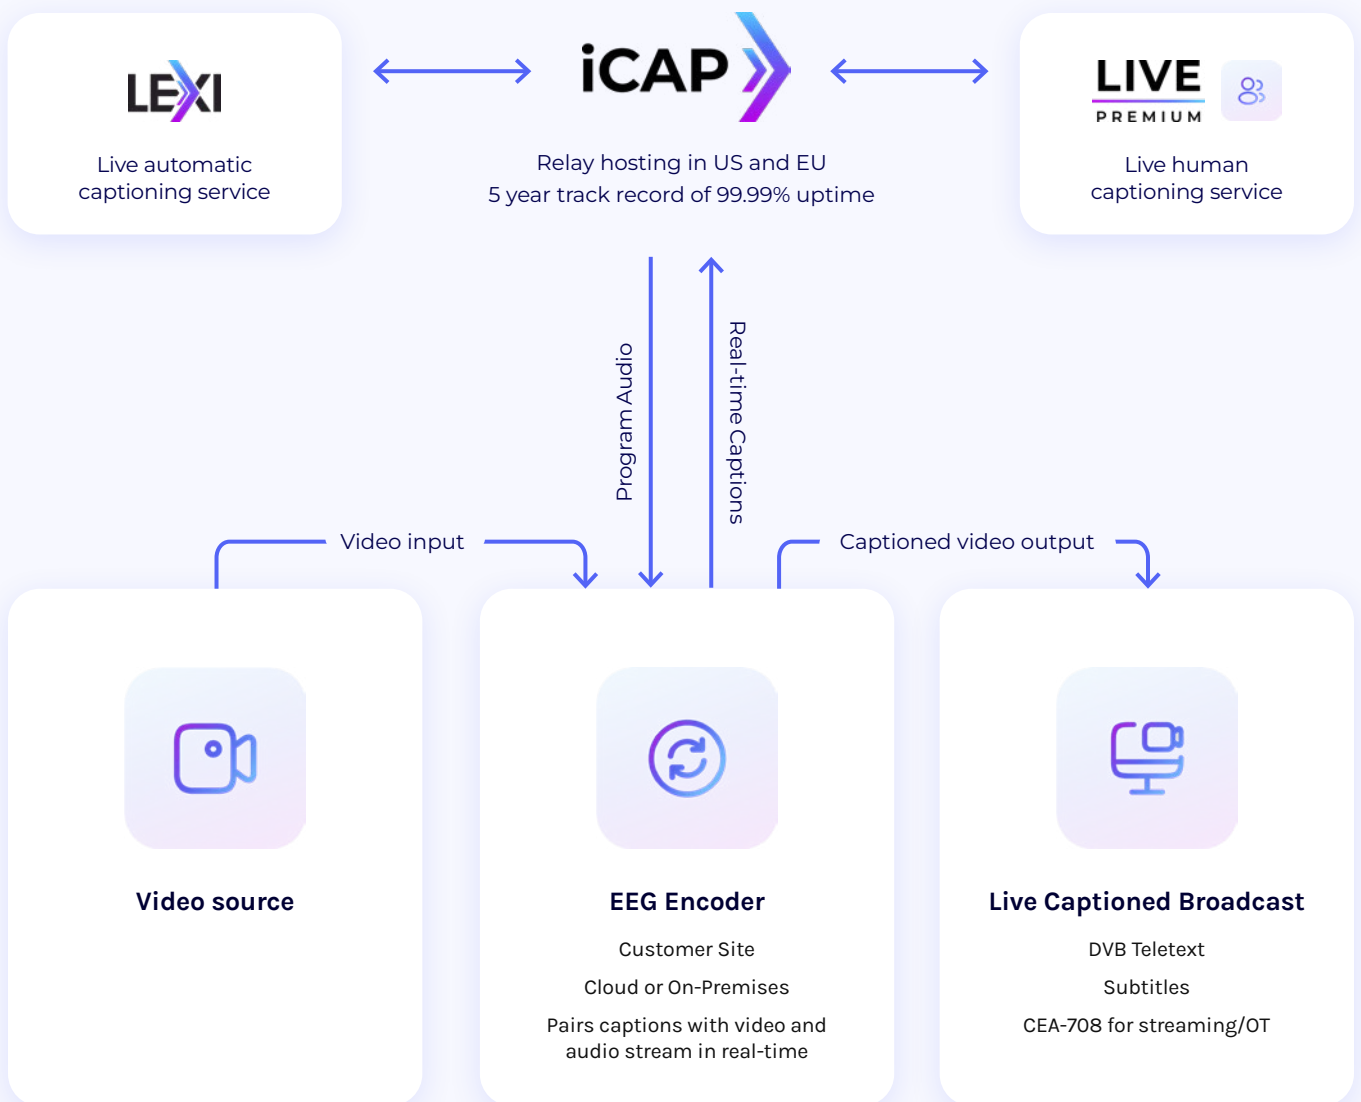 LEXI
Live automatic
captioning service
iCAP
Relay hosting in US and EU
5 year track record of 99.99% uptime
LIVE
PREMIUM
Live human
captioning service
Program Audio
Real-time Captions
Video input
Captioned video output
Video source
EEG Encoder
Customer Site
Cloud or On-Premises
Pairs captions with video and
audio stream in real-time
Live Captioned Broadcast
DVB Teletext
Subtitles
CEA-708 for streaming/OT